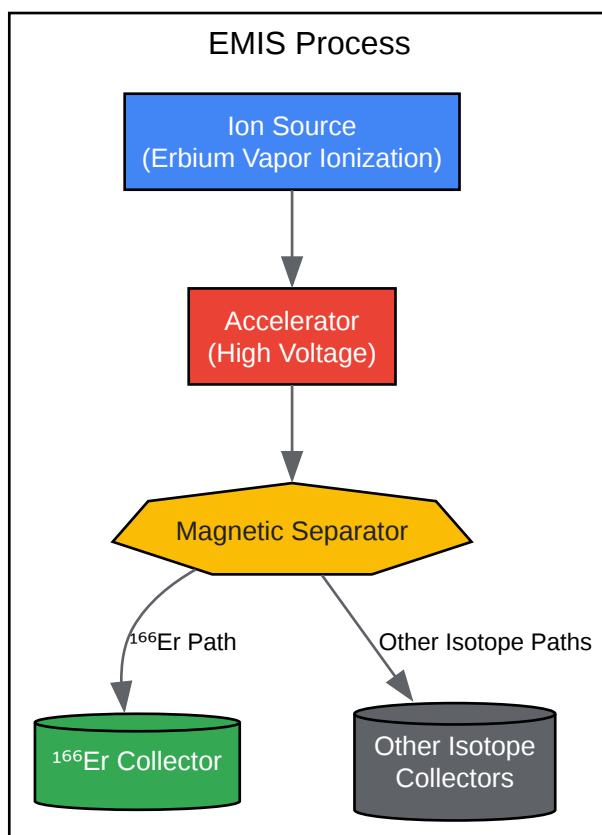 EMIS Process
Ion Source
(Erbium Vapor Ionization)
Accelerator
(High Voltage)
Magnetic Separator
¹⁶⁶Er Path
Other Isotope Paths
¹⁶⁶Er Collector
Other Isotope
Collectors